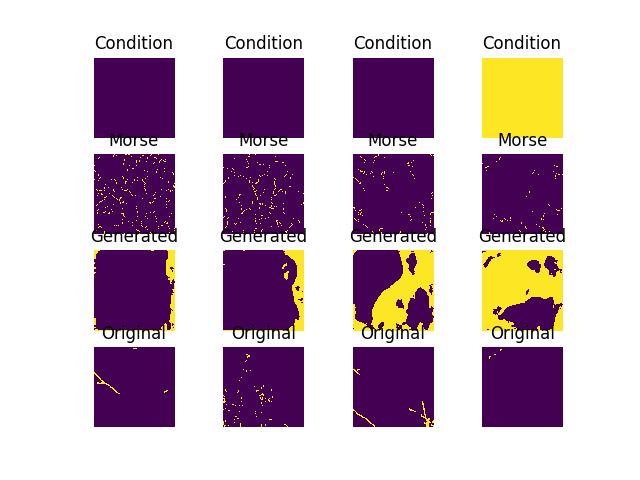 Condition Condition Condition Condition
Morse Morse Morse Morse
Generated Generated Generated Generated
Original Original Original Original